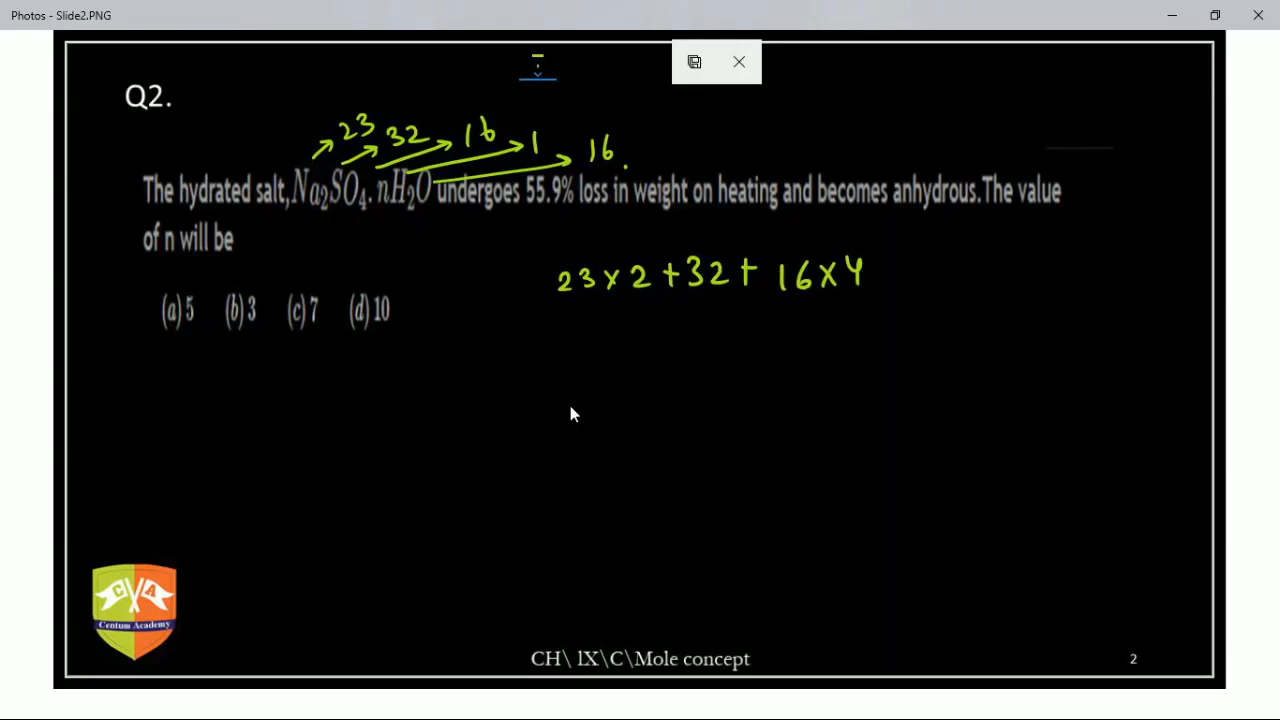 Photos - Slide2.PNG
Q2.
23 32 16 1 16.
The hydrated salt, Na₂SO₄. nH₂O undergoes 55.9% loss in weight on heating and becomes anhydrous.The value
of n will be
23 x 2 + 32 + 16 x 4
(a) 5 (b) 3 (c) 7 (d) 10
C A
Centum Academy
CH\ lX\C\Mole concept
2